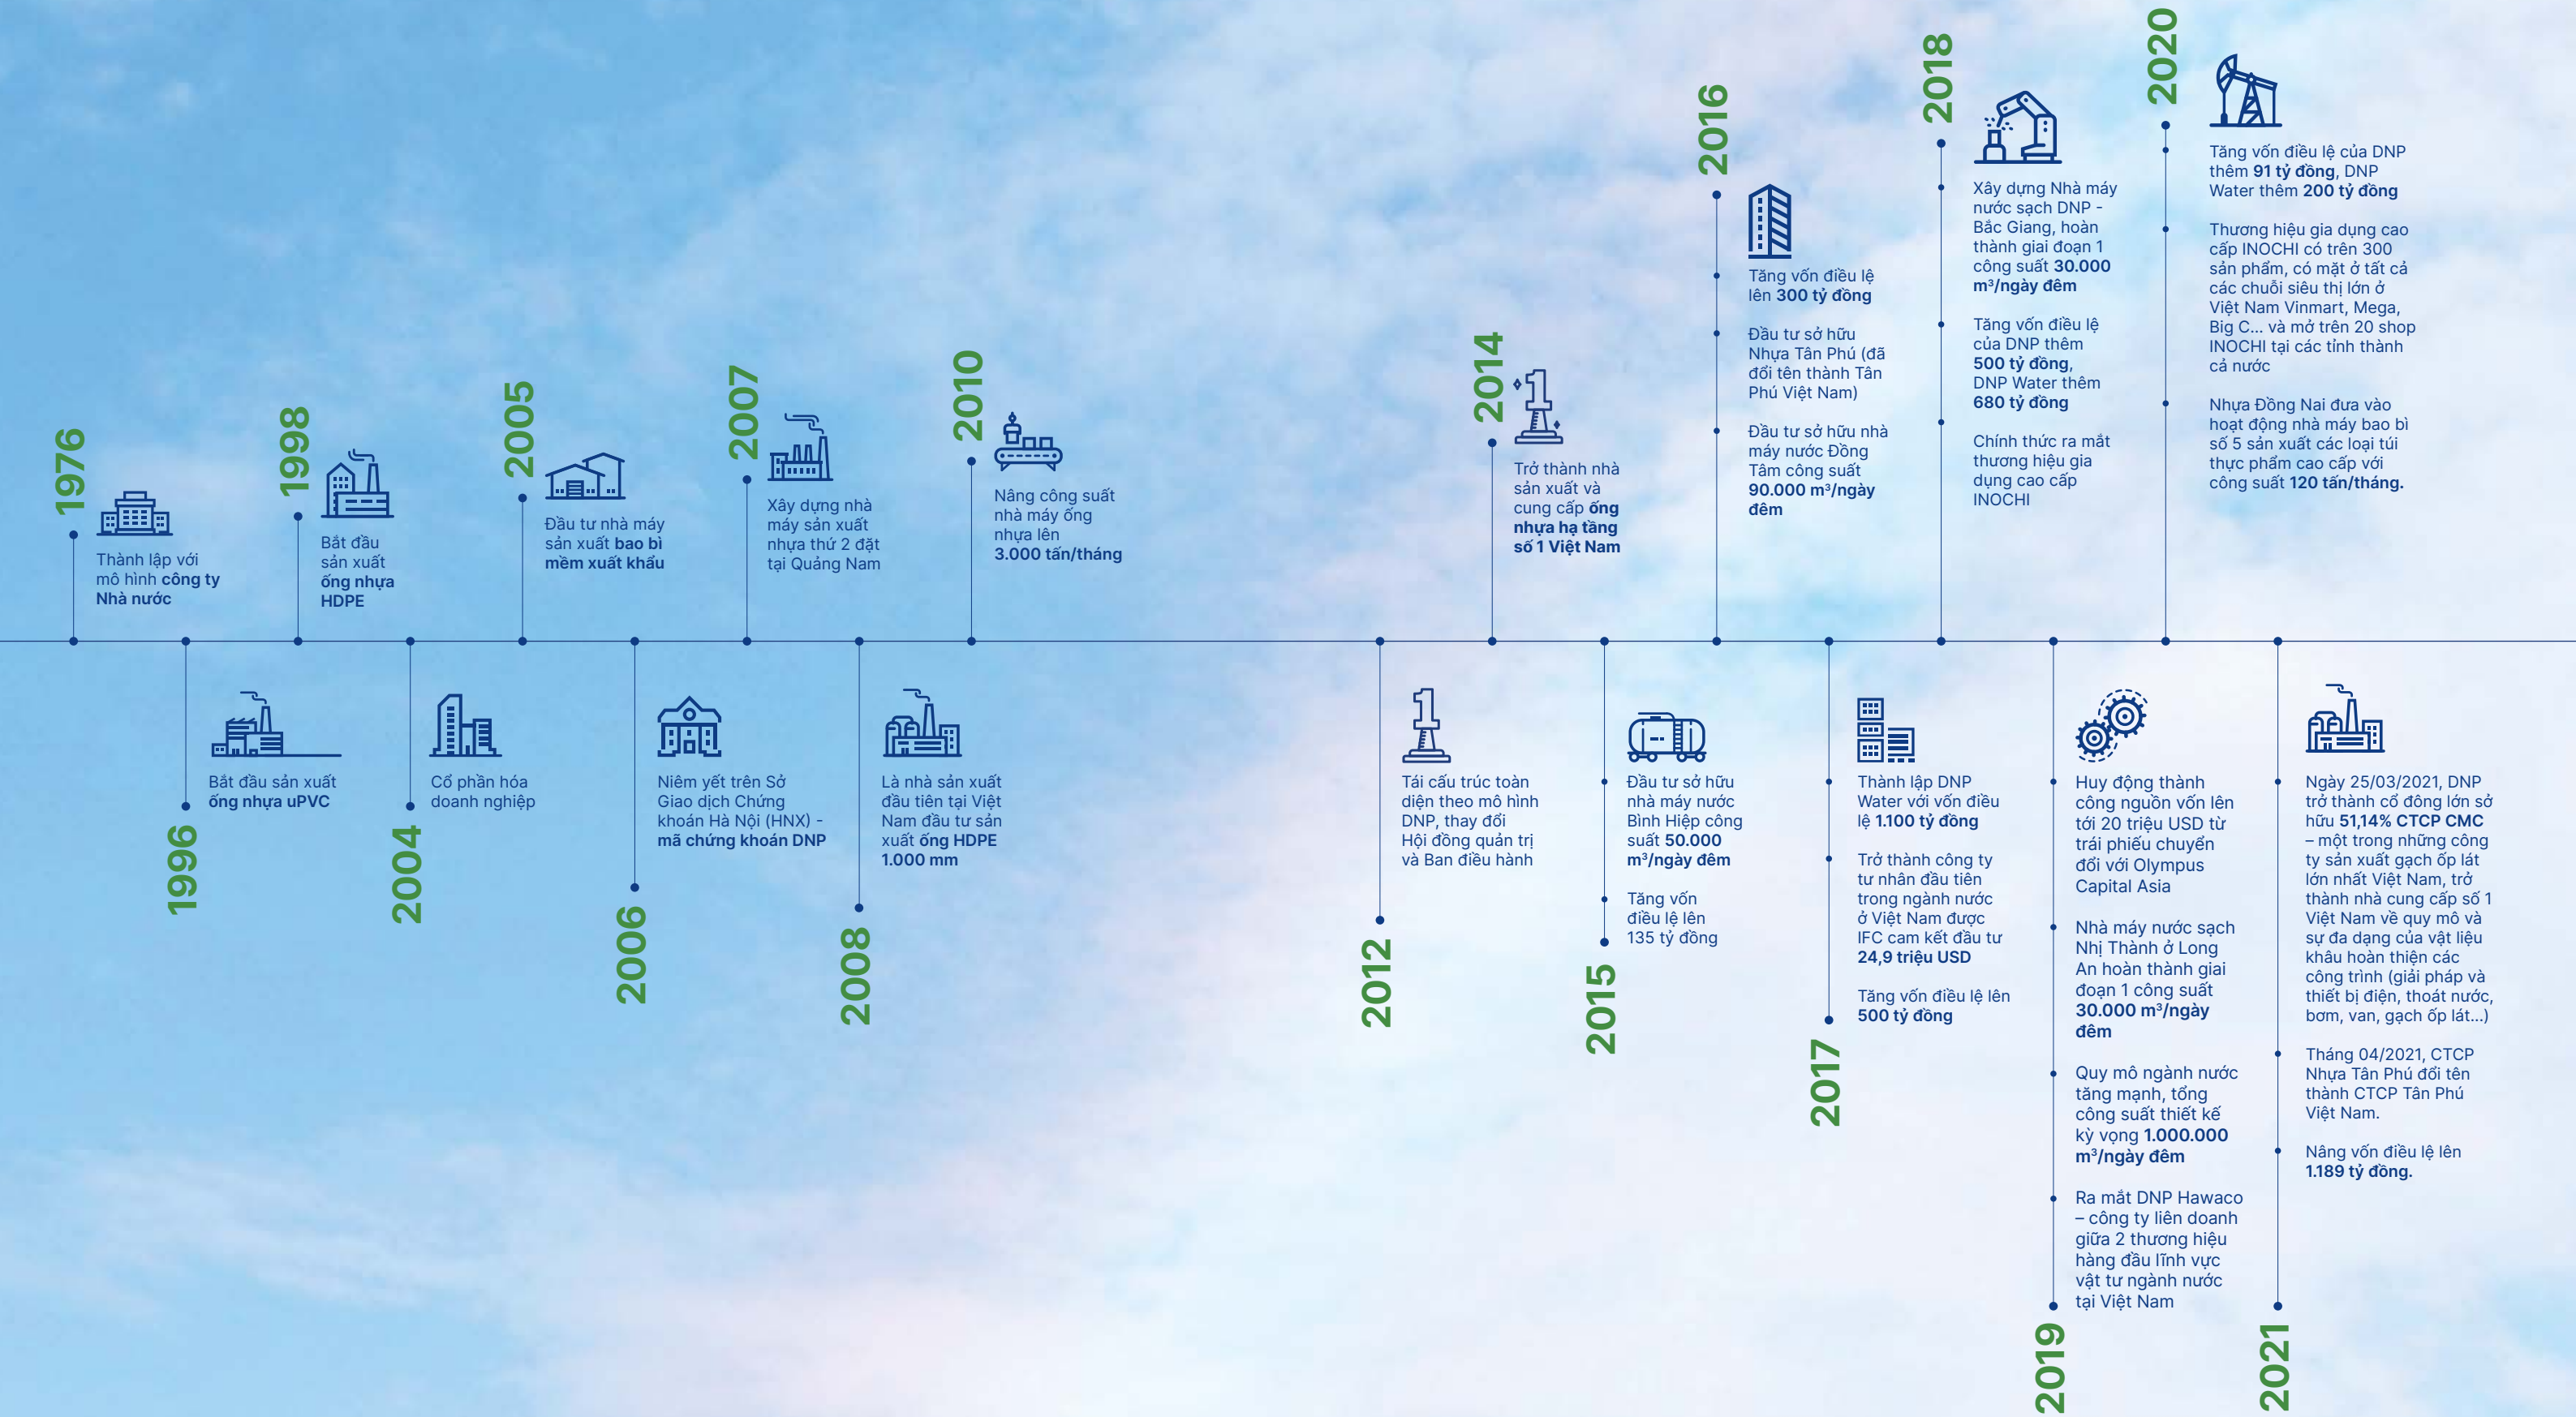 1976
Thành lập với
mô hình công ty
Nhà nước
1996
Bắt đầu sản xuất
ống nhựa uPVC
1998
Bắt đầu
sản xuất
ống nhựa
HDPE
2004
Cổ phần hóa
doanh nghiệp
2005
Đầu tư nhà máy
sản xuất bao bì
mềm xuất khẩu
2006
Niêm yết trên Sở
Giao dịch Chứng
khoán Hà Nội (HNX) -
mã chứng khoán DNP
2007
Xây dựng nhà
máy sản xuất
nhựa thứ 2 đặt
tại Quảng Nam
2008
Là nhà sản xuất
đầu tiên tại Việt
Nam đầu tư sản
xuất ống HDPE
1.000 mm
2010
Nâng công suất
nhà máy ống
nhựa lên
3.000 tấn/tháng
2012
Tái cấu trúc toàn
diện theo mô hình
DNP, thay đổi
Hội đồng quản trị
và Ban điều hành
2014
Trở thành nhà
sản xuất và
cung cấp ống
nhựa hạ tầng
số 1 Việt Nam
2015
Đầu tư sở hữu
nhà máy nước
Bình Hiệp công
suất 50.000
m³/ngày đêm
Tăng vốn
điều lệ lên
135 tỷ đồng
2016
Tăng vốn điều lệ
lên 300 tỷ đồng
Đầu tư sở hữu
Nhựa Tân Phú (đã
đổi tên thành Tân
Phú Việt Nam)
Đầu tư sở hữu nhà
máy nước Đồng
Tâm công suất
90.000 m³/ngày
đêm
2017
Thành lập DNP
Water với vốn điều
lệ 1.100 tỷ đồng
Trở thành công ty
tư nhân đầu tiên
trong ngành nước
ở Việt Nam được
IFC cam kết đầu tư
24,9 triệu USD
Tăng vốn điều lệ lên
500 tỷ đồng
2018
Xây dựng Nhà máy
nước sạch DNP -
Bắc Giang, hoàn
thành giai đoạn 1
công suất 30.000
m³/ngày đêm
Tăng vốn điều lệ
của DNP thêm
500 tỷ đồng,
DNP Water thêm
680 tỷ đồng
Chính thức ra mắt
thương hiệu gia
dụng cao cấp
INOCHI
2019
Huy động thành
công nguồn vốn lên
tới 20 triệu USD từ
trái phiếu chuyển
đổi với Olympus
Capital Asia
Nhà máy nước sạch
Nhị Thành ở Long
An hoàn thành giai
đoạn 1 công suất
30.000 m³/ngày
đêm
Quy mô ngành nước
tăng mạnh, tổng
công suất thiết kế
kỳ vọng 1.000.000
m³/ngày đêm
Ra mắt DNP Hawaco
– công ty liên doanh
giữa 2 thương hiệu
hàng đầu lĩnh vực
vật tư ngành nước
tại Việt Nam
2020
Tăng vốn điều lệ của DNP
thêm 91 tỷ đồng, DNP
Water thêm 200 tỷ đồng
Thương hiệu gia dụng cao
cấp INOCHI có trên 300
sản phẩm, có mặt ở tất cả
các chuỗi siêu thị lớn ở
Việt Nam Vinmart, Mega,
Big C... và mở trên 20 shop
INOCHI tại các tỉnh thành
cả nước
Nhựa Đồng Nai đưa vào
hoạt động nhà máy bao bì
số 5 sản xuất các loại túi
thực phẩm cao cấp với
công suất 120 tấn/tháng.
2021
Ngày 25/03/2021, DNP
trở thành cổ đông lớn sở
hữu 51,14% CTCP CMC
– một trong những công
ty sản xuất gạch ốp lát
lớn nhất Việt Nam, trở
thành nhà cung cấp số 1
Việt Nam về quy mô và
sự đa dạng của vật liệu
khâu hoàn thiện các
công trình (giải pháp và
thiết bị điện, thoát nước,
bơm, van, gạch ốp lát...)
Tháng 04/2021, CTCP
Nhựa Tân Phú đổi tên
thành CTCP Tân Phú
Việt Nam.
Nâng vốn điều lệ lên
1.189 tỷ đồng.